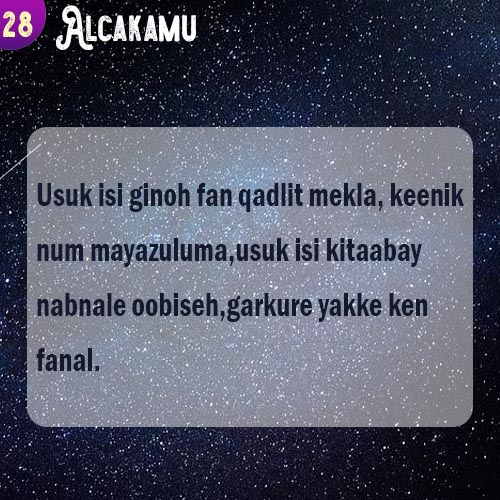 28 Alcakamu
Usuk isi ginoh fan qadlit mekla, keenik
num mayazuluma,usuk isi kitaabay
nabnale oobiseh,garkure yakke ken
fanal.